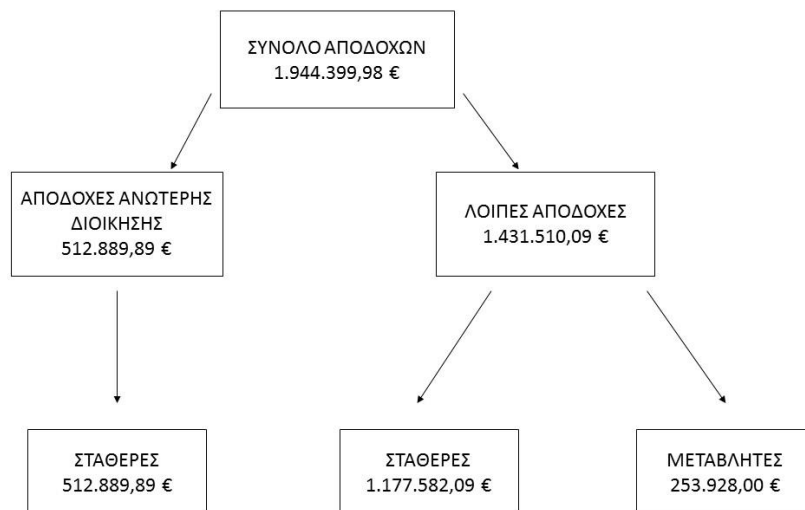 ΣΥΝΟΛΟ ΑΠΟΔΟΧΩΝ
1.944.399,98 €
ΑΠΟΔΟΧΕΣ ΑΝΩΤΕΡΗΣ
ΔΙΟΙΚΗΣΗΣ
512.889,89 €
ΛΟΙΠΕΣ ΑΠΟΔΟΧΕΣ
1.431.510,09 €
ΣΤΑΘΕΡΕΣ
512.889,89 €
ΣΤΑΘΕΡΕΣ
1.177.582,09 €
ΜΕΤΑΒΛΗΤΕΣ
253.928,00 €